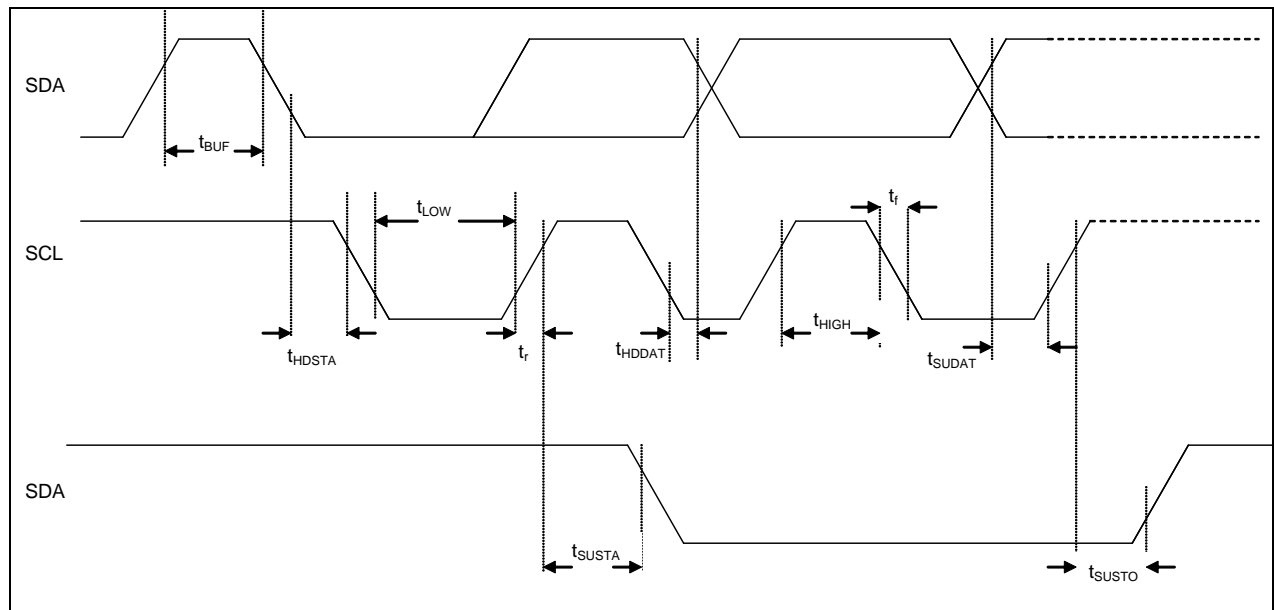 SDA
tBUF
tLOW
tf
SCL
tHDSTA
tr
tHDDAT
tHIGH
tSUDAT
SDA
tSUSTA
tSUSTO